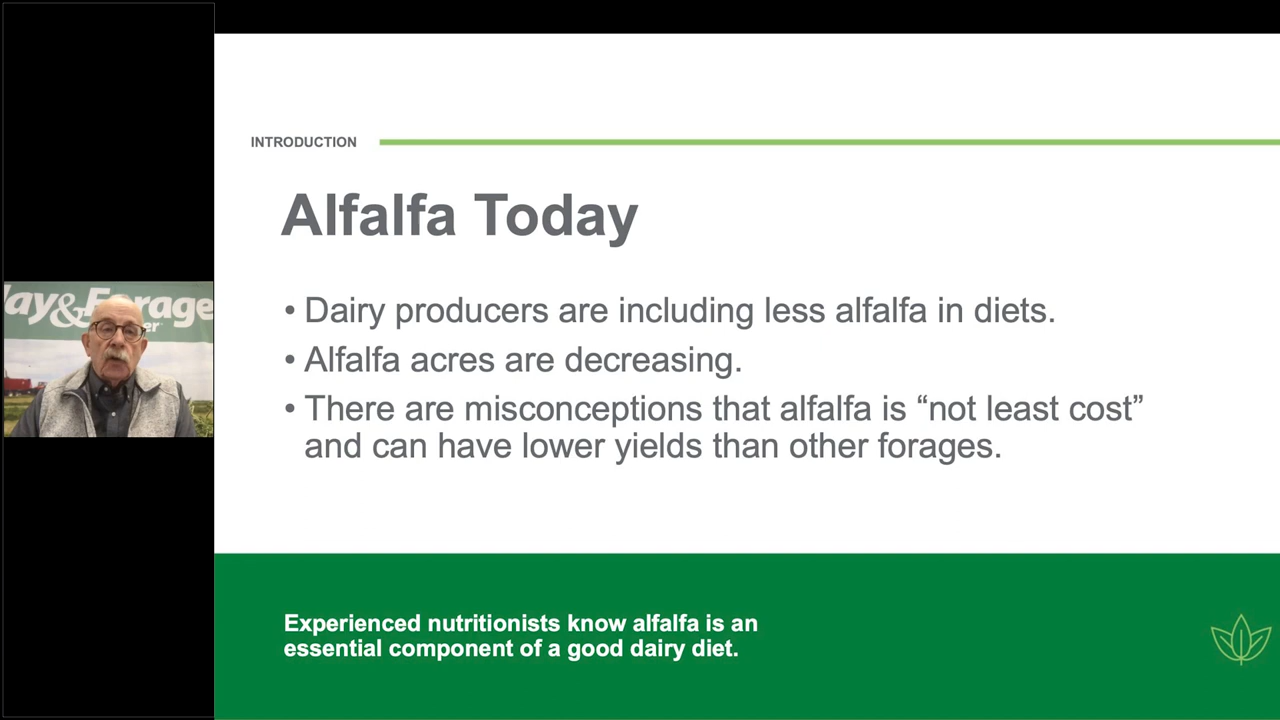 INTRODUCTION
Alfalfa Today
• Dairy producers are including less alfalfa in diets.
• Alfalfa acres are decreasing.
• There are misconceptions that alfalfa is “not least cost”
and can have lower yields than other forages.
Experienced nutritionists know alfalfa is an
essential component of a good dairy diet.